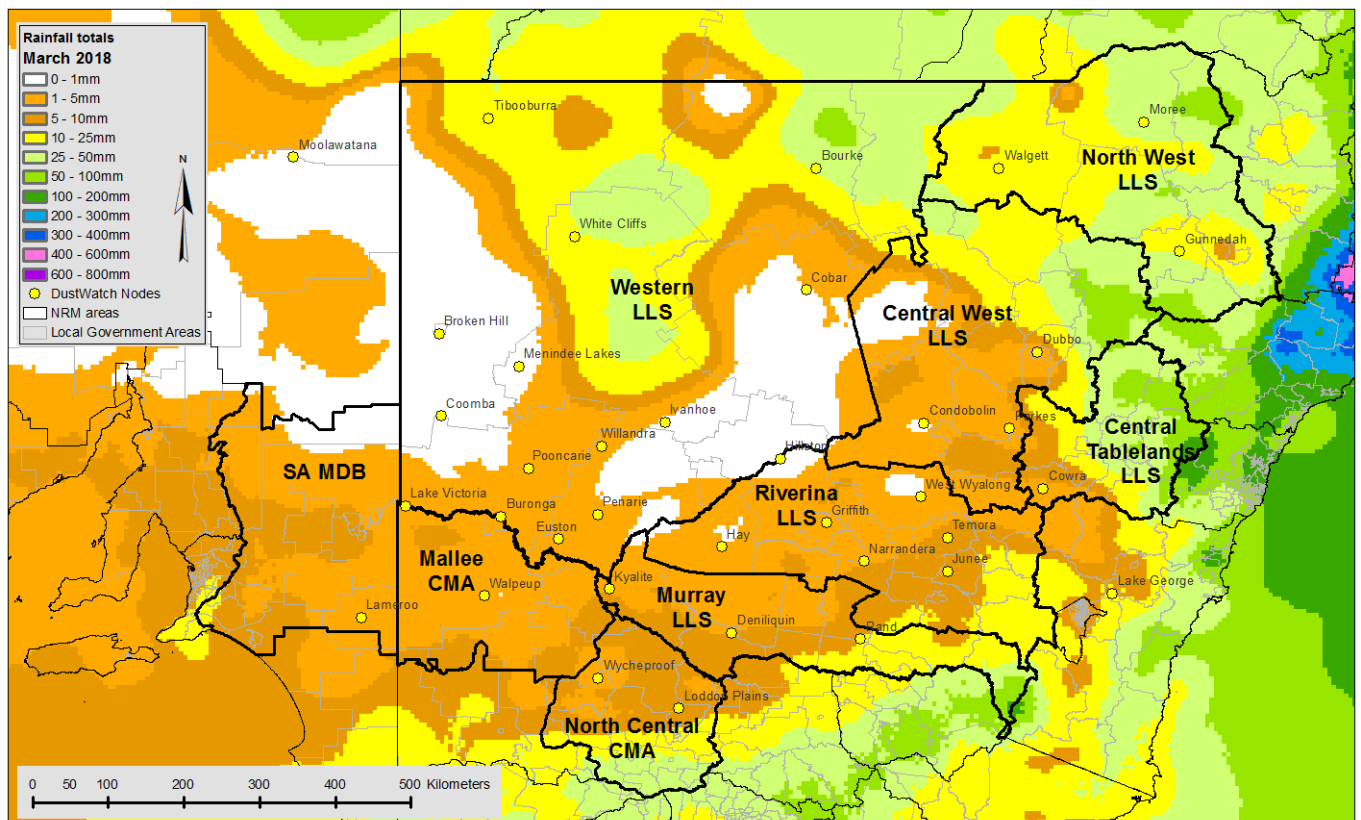 Rainfall totals
March 2018
0 - 1mm
1 - 5mm
5 - 10mm
10 - 25mm
25 - 50mm
50 - 100mm
100 - 200mm
200 - 300mm
300 - 400mm
400 - 600mm
600 - 800mm
DustWatch Nodes
NRM areas
Local Government Areas
N
Tibooburra
Moree
Moolawatana
Bourke
Walgett
North West
LLS
White Cliffs
Gunnedah
Western
LLS
Cobar
Central West
LLS
Broken Hill
Menindee Lakes
Dubbo
Coomba
Ivanhoe
Condobolin
Parkes
Central
Tablelands
LLS
Willandra
Hillston
Pooncarie
SA MDB
Cowra
Lake Victoria
Buronga
Penarie
Riverina
LLS
West Wyalong
Griffith
Euston
Temora
Hay
Mallee
CMA
Narrandera
Junee
Walpeup
Kyalite
Murray
LLS
Lake George
Lameroo
Deniliquin
Rand
Wycheproof
Loddon Plains
North Central
CMA
0 50 100 200 300 400 500 Kilometers